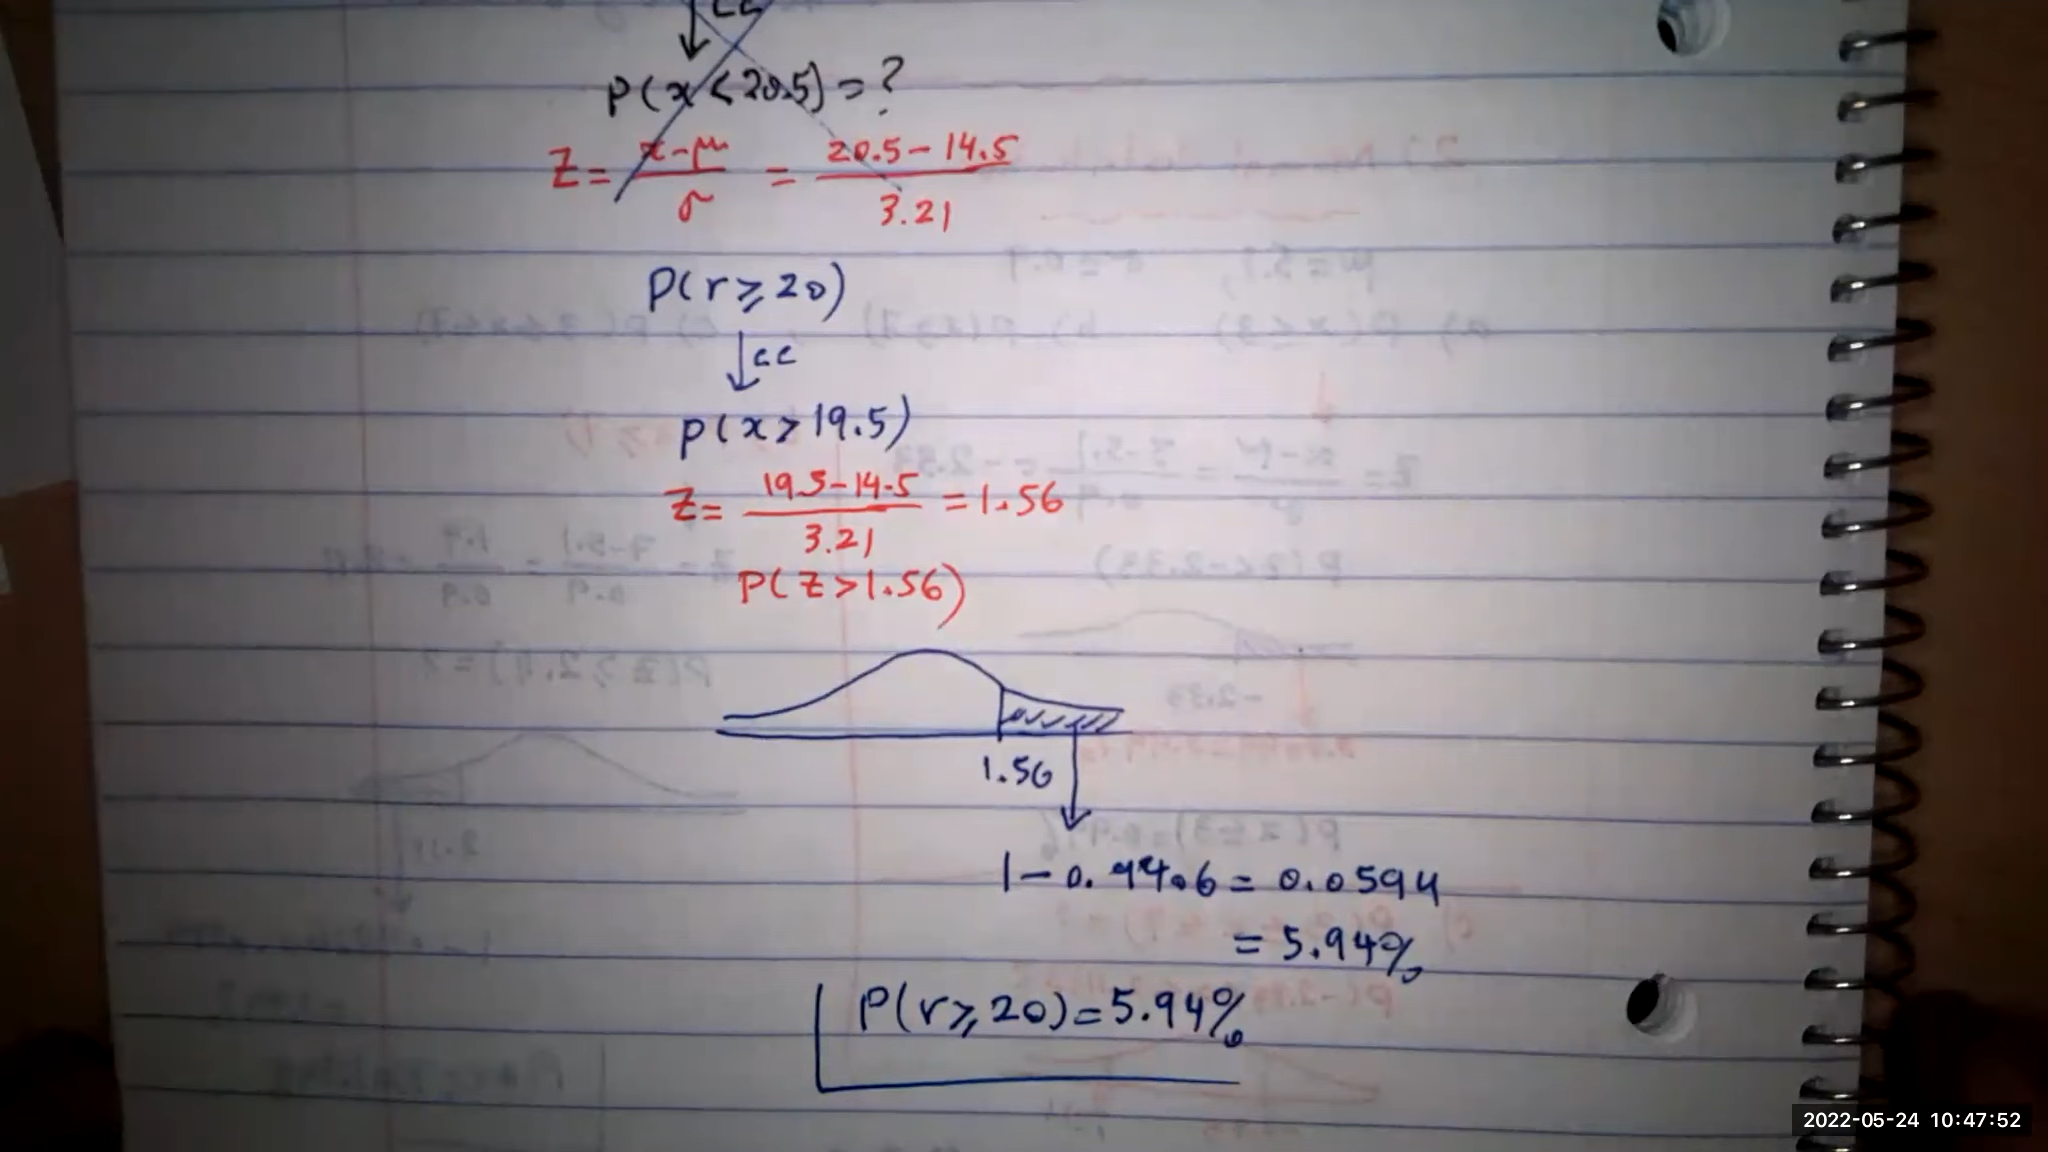 ↓ CC
P(x < 20.5) = ?
Z = x-μ / σ = 20.5 - 14.5 / 3.21
P(r ≥ 20)
↓ cc
P(x > 19.5)
Z = 19.5 - 14.5 / 3.21 = 1.56
P(Z > 1.56)
1.56
1 - 0.9406 = 0.0594
= 5.94%
P(r ≥ 20) = 5.94%
2022-05-24 10:47:52